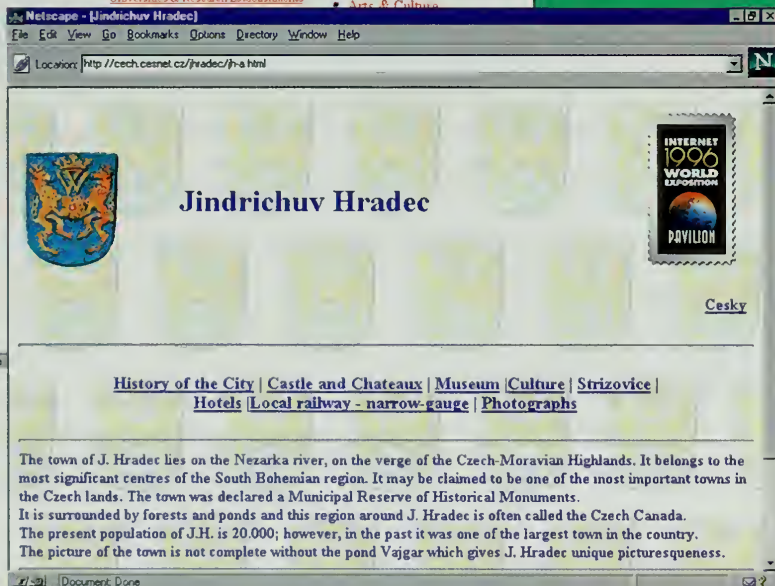 Arts & Culture
Netscape - [Jindrichuv Hradec]
File Edit View Go Bookmarks Options Directory Window Help
Location: http://cech.cesnet.cz/jhradec/jh-a.html
N
INTERNET
1996
WORLD
EXPOSITION
PAVILION
Jindrichuv Hradec
Cesky
History of the City | Castle and Chateaux | Museum |Culture | Strizovice |
Hotels |Local railway - narrow-gauge | Photographs
The town of J. Hradec lies on the Nezarka river, on the verge of the Czech-Moravian Highlands. It belongs to the
most significant centres of the South Bohemian region. It may be claimed to be one of the most important towns in
the Czech lands. The town was declared a Municipal Reserve of Historical Monuments.
It is surrounded by forests and ponds and this region around J. Hradec is often called the Czech Canada.
The present population of J.H. is 20.000; however, in the past it was one of the largest town in the country.
The picture of the town is not complete without the pond Vajgar which gives J. Hradec unique picturesqueness.
Document: Done